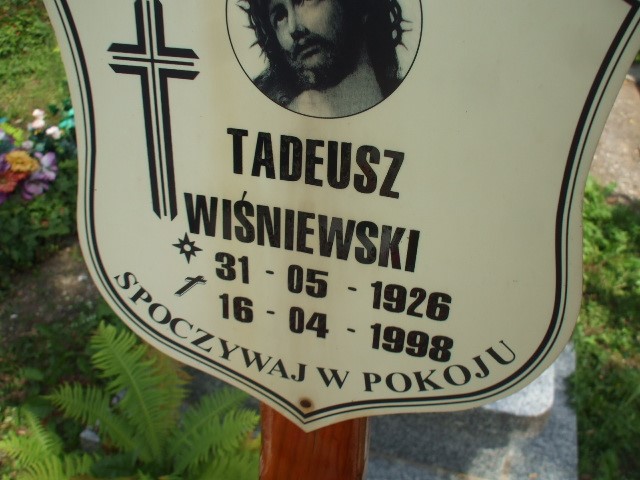 TADEUSZ
WIŚNIEWSKI
31 - 05 - 1926
16 - 04 - 1998
SPOCZYWAJ W POKOJU